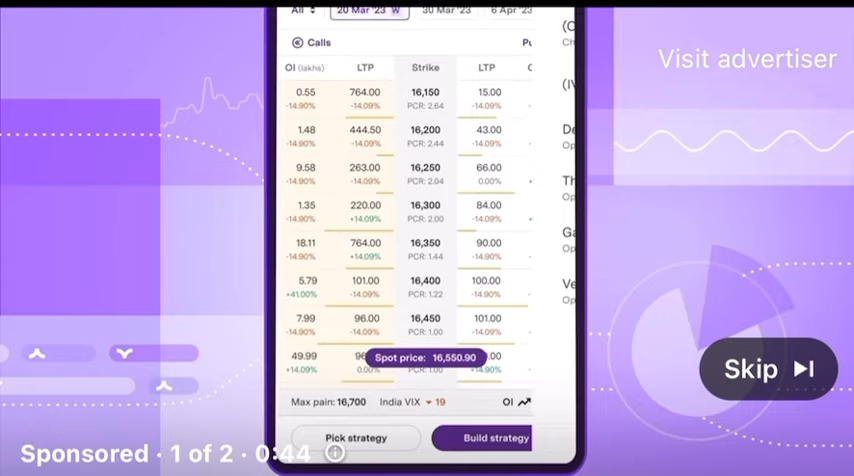 All 20 Mar '23 W 30 Mar '23 6 Apr '23
Calls
OI (lakhs) LTP Strike LTP
0.55 764.00 16,150 15.00
-14.90% -14.09% PCR: 2.64 -14.09%
1.48 444.50 16,200 43.00
-14.90% -14.09% PCR: 2.44 -14.09%
9.58 263.00 16,250 66.00
-14.90% -14.09% PCR: 2.04 0.00%
1.35 220.00 16,300 84.00
-14.90% +14.09% PCR: 2.00 -14.09%
18.11 764.00 16,350 90.00
-14.90% +14.09% PCR: 1.44 -14.90%
5.79 101.00 16,400 100.00
+41.00% -14.09% PCR: 1.22 -14.90%
7.99 96.00 16,450 101.00
-14.90% -14.09% PCR: 1.00 -14.09%
49.99
Spot price: 16,550.90
+14.09% 0.00% PCR: 1.00 +14.90%
Max pain: 16,700 India VIX 19 OI
Pick strategy Build strategy
Visit advertiser
Skip
Sponsored · 1 of 2 · 0:44